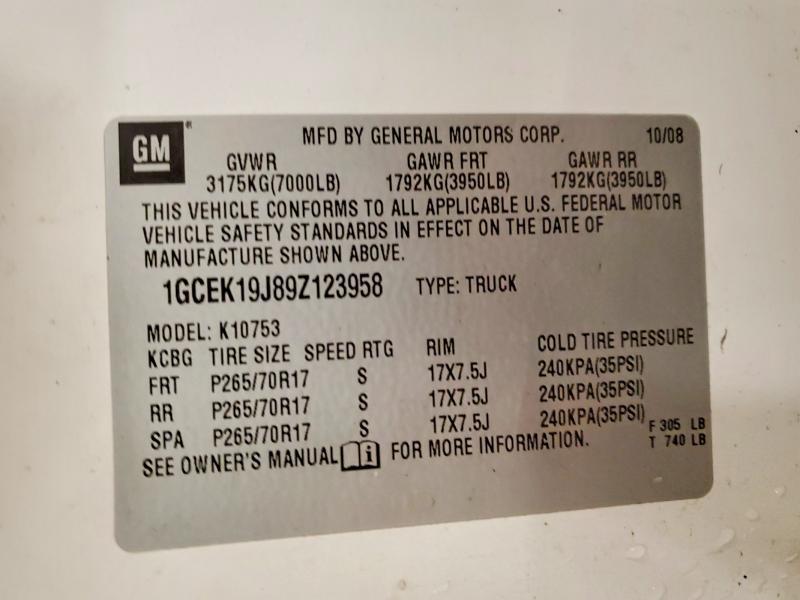 GM® MFD BY GENERAL MOTORS CORP. 10/08
GVWR GAWR FRT GAWR RR
3175KG(7000LB) 1792KG(3950LB) 1792KG(3950LB)
THIS VEHICLE CONFORMS TO ALL APPLICABLE U.S. FEDERAL MOTOR
VEHICLE SAFETY STANDARDS IN EFFECT ON THE DATE OF
MANUFACTURE SHOWN ABOVE.
1GCEK19J89Z123958 TYPE: TRUCK
MODEL: K10753
KCBG TIRE SIZE SPEED RTG RIM COLD TIRE PRESSURE
FRT P265/70R17 S 17X7.5J 240KPA(35PSI)
RR P265/70R17 S 17X7.5J 240KPA(35PSI)
SPA P265/70R17 S 17X7.5J 240KPA(35PSI) F 305 LB
T 740 LB
SEE OWNER'S MANUAL i FOR MORE INFORMATION.